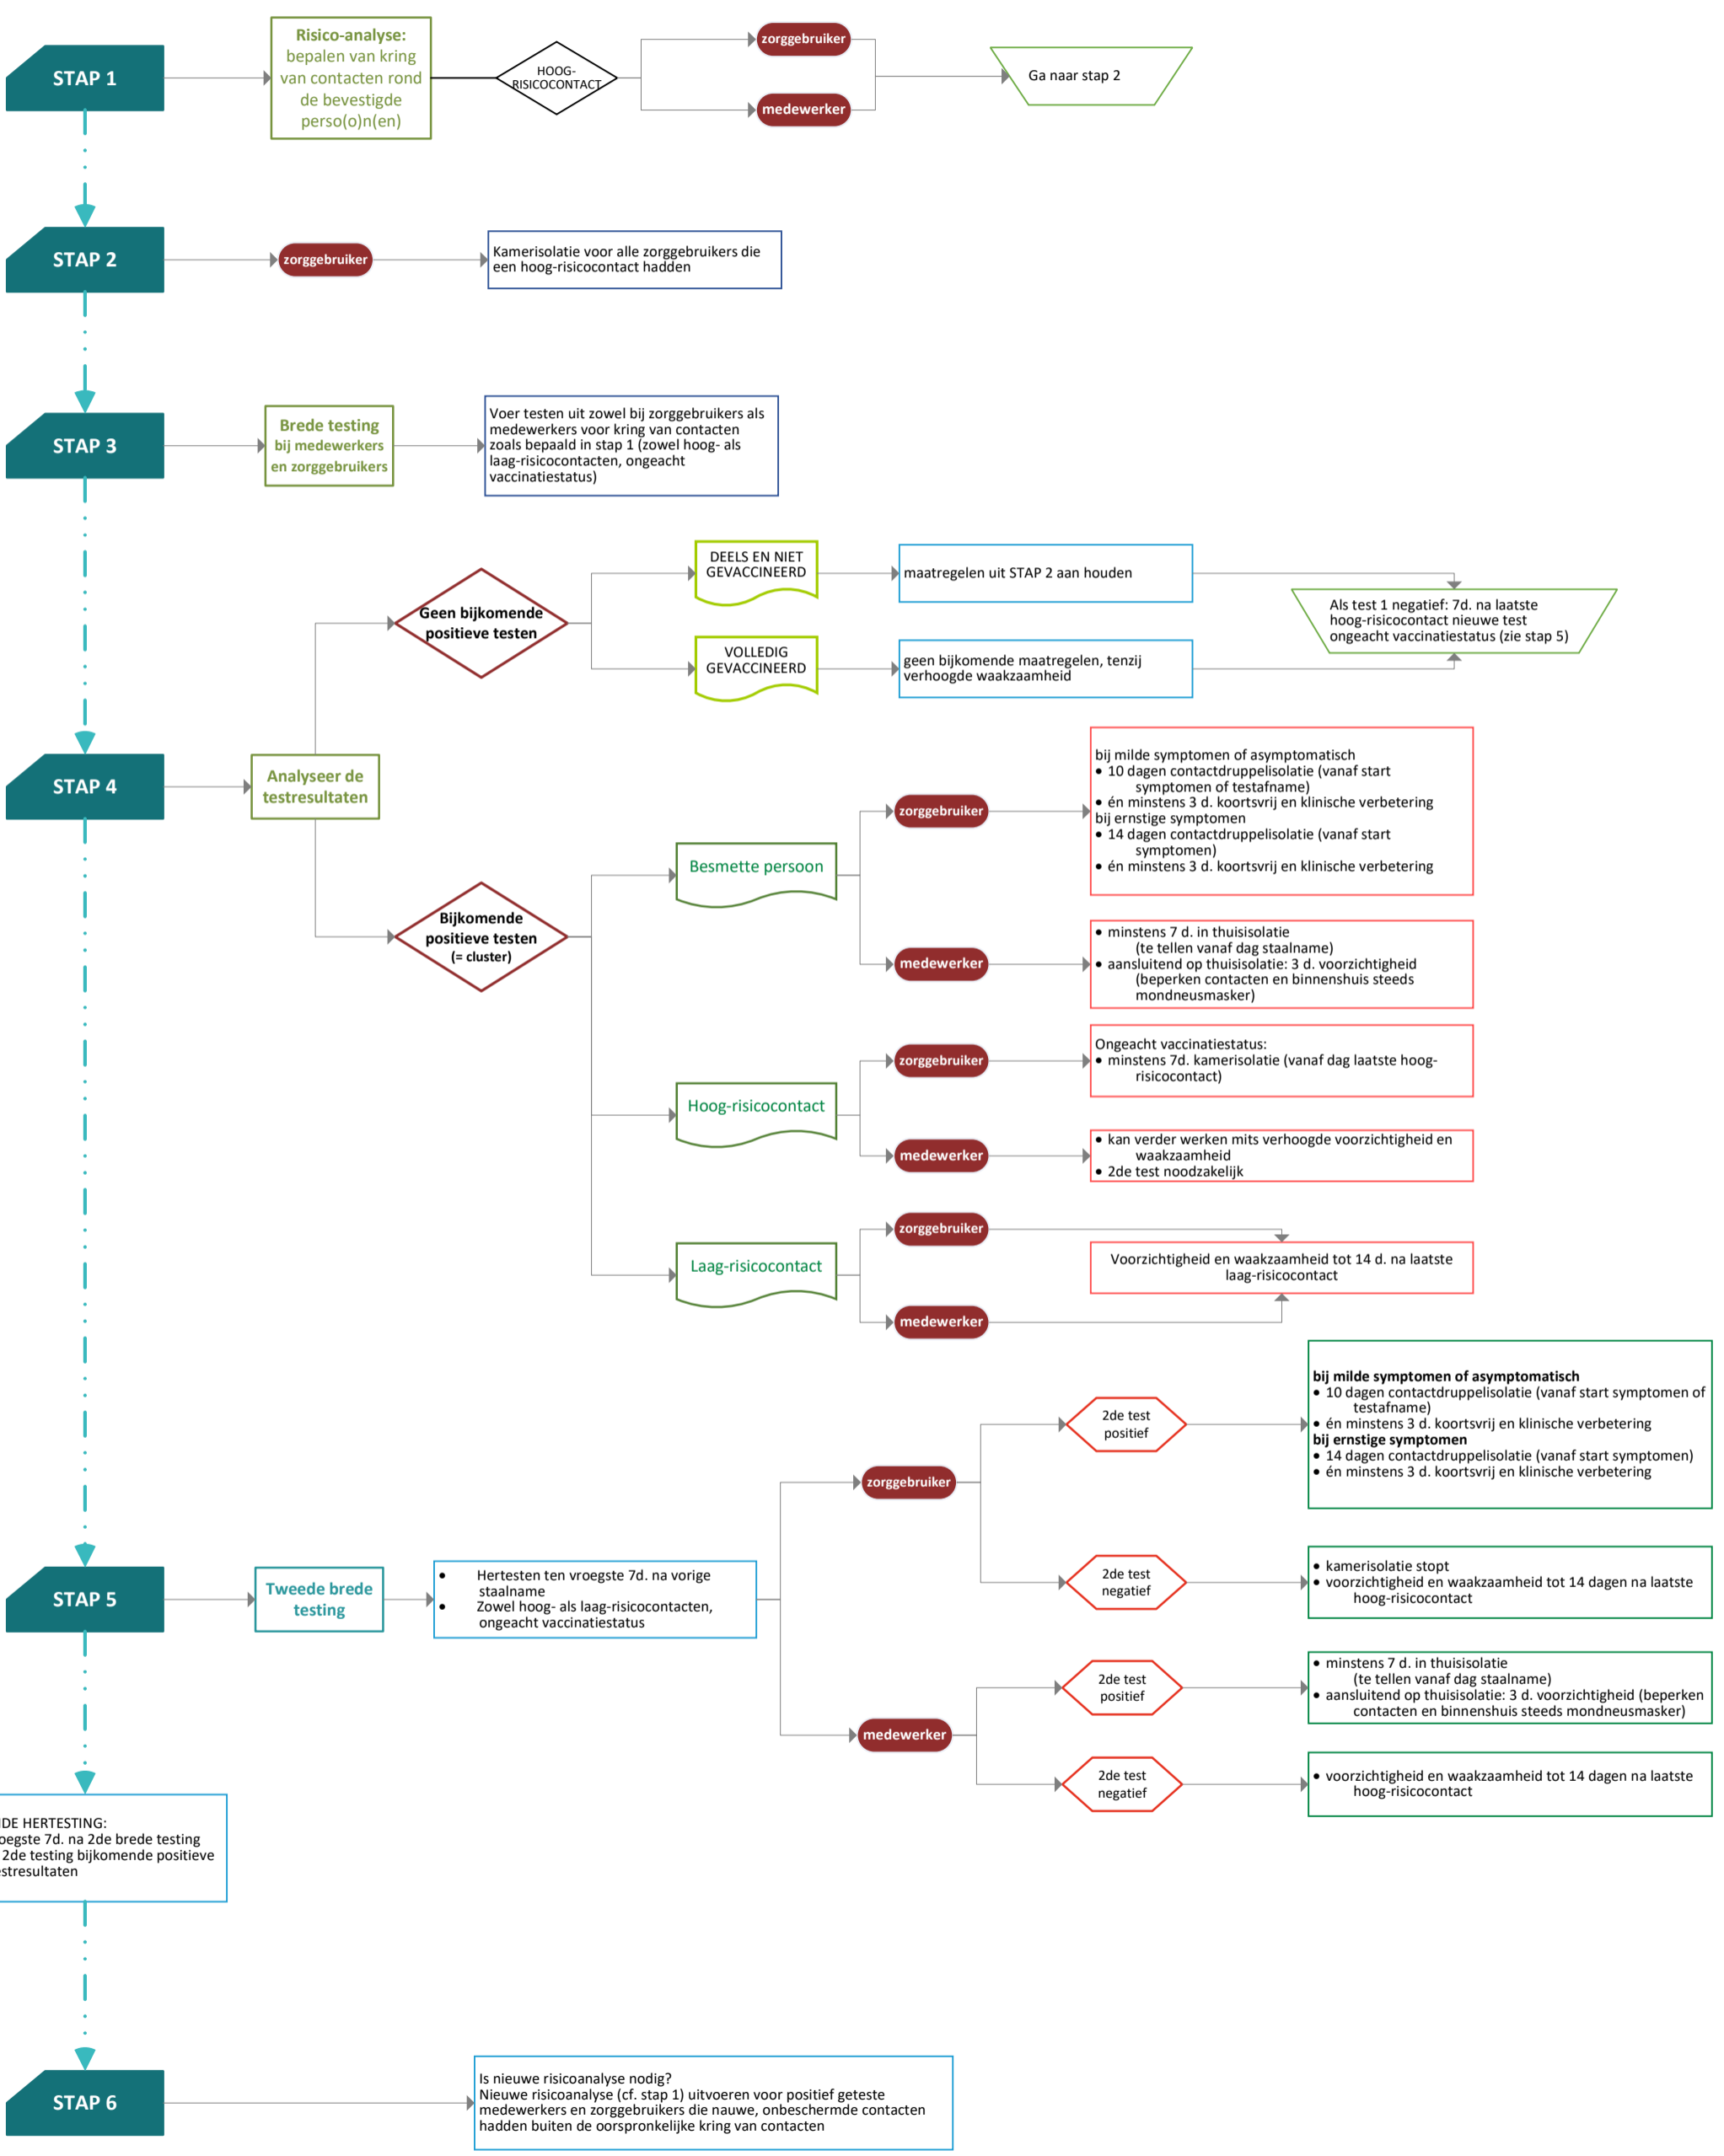 STAP 1
Risico-analyse:
bepalen van kring
van contacten rond
de bevestigde
perso(o)n(en)
HOOG-
RISICOCONTACT
zorggebruiker
medewerker
Ga naar stap 2
STAP 2
zorggebruiker
Kamerisolatie voor alle zorggebruikers die
een hoog-risicocontact hadden
STAP 3
Brede testing
bij medewerkers
en zorggebruikers
Voer testen uit zowel bij zorggebruikers als
medewerkers voor kring van contacten
zoals bepaald in stap 1 (zowel hoog- als
laag-risicocontacten, ongeacht
vaccinatiestatus)
STAP 4
Analyseer de
testresultaten
Geen bijkomende
positieve testen
DEELS EN NIET
GEVACCINEERD
maatregelen uit STAP 2 aan houden
VOLLEDIG
GEVACCINEERD
geen bijkomende maatregelen, tenzij
verhoogde waakzaamheid
Als test 1 negatief: 7d. na laatste
hoog-risicocontact nieuwe test
ongeacht vaccinatiestatus (zie stap 5)
Bijkomende
positieve testen
(= cluster)
Besmette persoon
zorggebruiker
bij milde symptomen of asymptomatisch
• 10 dagen contactdruppelisolatie (vanaf start
symptomen of testafname)
• én minstens 3 d. koortsvrij en klinische verbetering
bij ernstige symptomen
• 14 dagen contactdruppelisolatie (vanaf start
symptomen)
• én minstens 3 d. koortsvrij en klinische verbetering
medewerker
• minstens 7 d. in thuisisolatie
(te tellen vanaf dag staalname)
• aansluitend op thuisisolatie: 3 d. voorzichtigheid
(beperken contacten en binnenshuis steeds
mondneusmasker)
Hoog-risicocontact
zorggebruiker
Ongeacht vaccinatiestatus:
• minstens 7d. kamerisolatie (vanaf dag laatste hoog-
risicocontact)
medewerker
• kan verder werken mits verhoogde voorzichtigheid en
waakzaamheid
• 2de test noodzakelijk
Laag-risicocontact
zorggebruiker
medewerker
Voorzichtigheid en waakzaamheid tot 14 d. na laatste
laag-risicocontact
STAP 5
Tweede brede
testing
• Hertesten ten vroegste 7d. na vorige
staalname
• Zowel hoog- als laag-risicocontacten,
ongeacht vaccinatiestatus
zorggebruiker
2de test
positief
bij milde symptomen of asymptomatisch
• 10 dagen contactdruppelisolatie (vanaf start symptomen of
testafname)
• én minstens 3 d. koortsvrij en klinische verbetering
bij ernstige symptomen
• 14 dagen contactdruppelisolatie (vanaf start symptomen)
• én minstens 3 d. koortsvrij en klinische verbetering
2de test
negatief
• kamerisolatie stopt
• voorzichtigheid en waakzaamheid tot 14 dagen na laatste
hoog-risicocontact
medewerker
2de test
positief
• minstens 7 d. in thuisisolatie
(te tellen vanaf dag staalname)
• aansluitend op thuisisolatie: 3 d. voorzichtigheid (beperken
contacten en binnenshuis steeds mondneusmasker)
2de test
negatief
• voorzichtigheid en waakzaamheid tot 14 dagen na laatste
hoog-risicocontact
HERTESTING:
7d. na 2de brede testing
2de testing bijkomende positieve
STAP 6
Is nieuwe risicoanalyse nodig?
Nieuwe risicoanalyse (cf. stap 1) uitvoeren voor positief geteste
medewerkers en zorggebruikers die nauwe, onbeschermde contacten
hadden buiten de oorspronkelijke kring van contacten